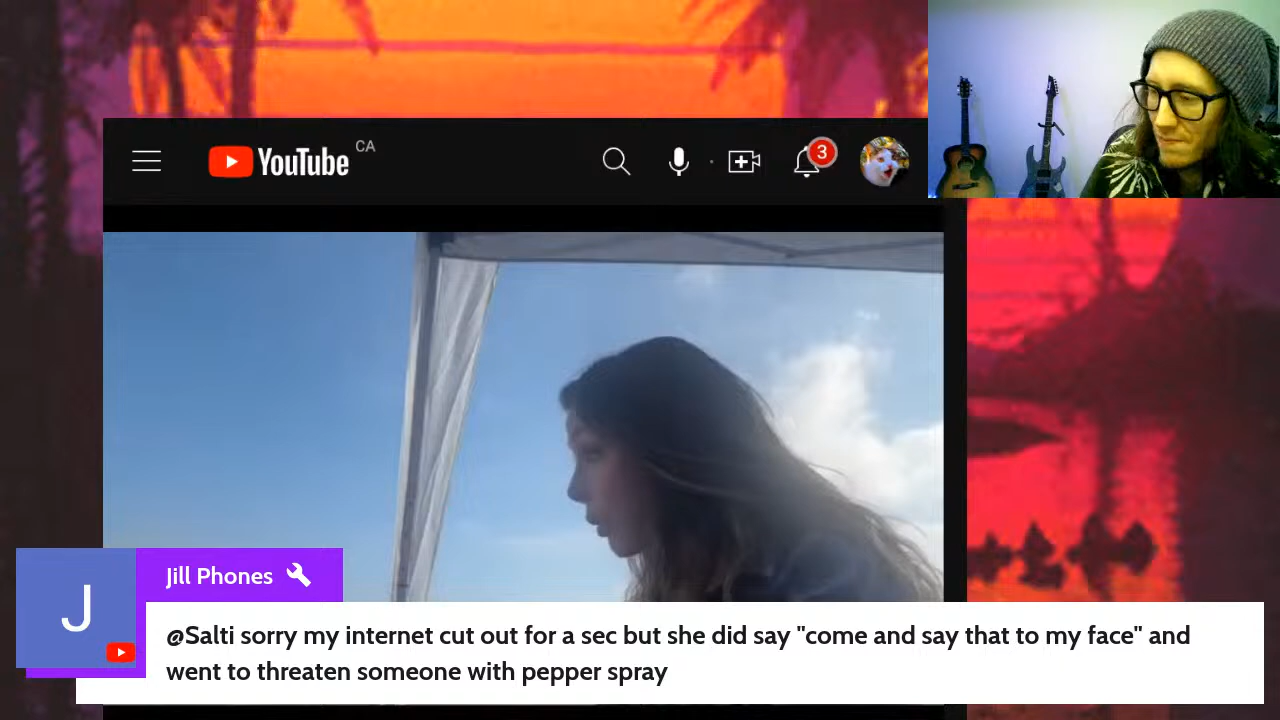 YouTube CA
3
Jill Phones
J
@Salti sorry my internet cut out for a sec but she did say "come and say that to my face" and
went to threaten someone with pepper spray